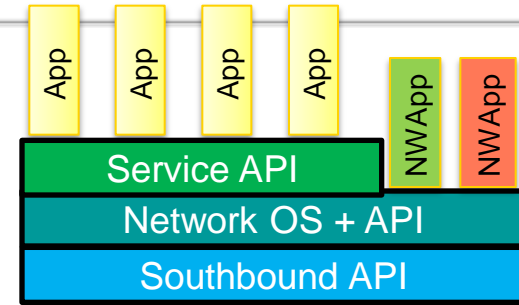 App
App
App
App
NWApp
NWApp
Service API
Network OS + API
Southbound API